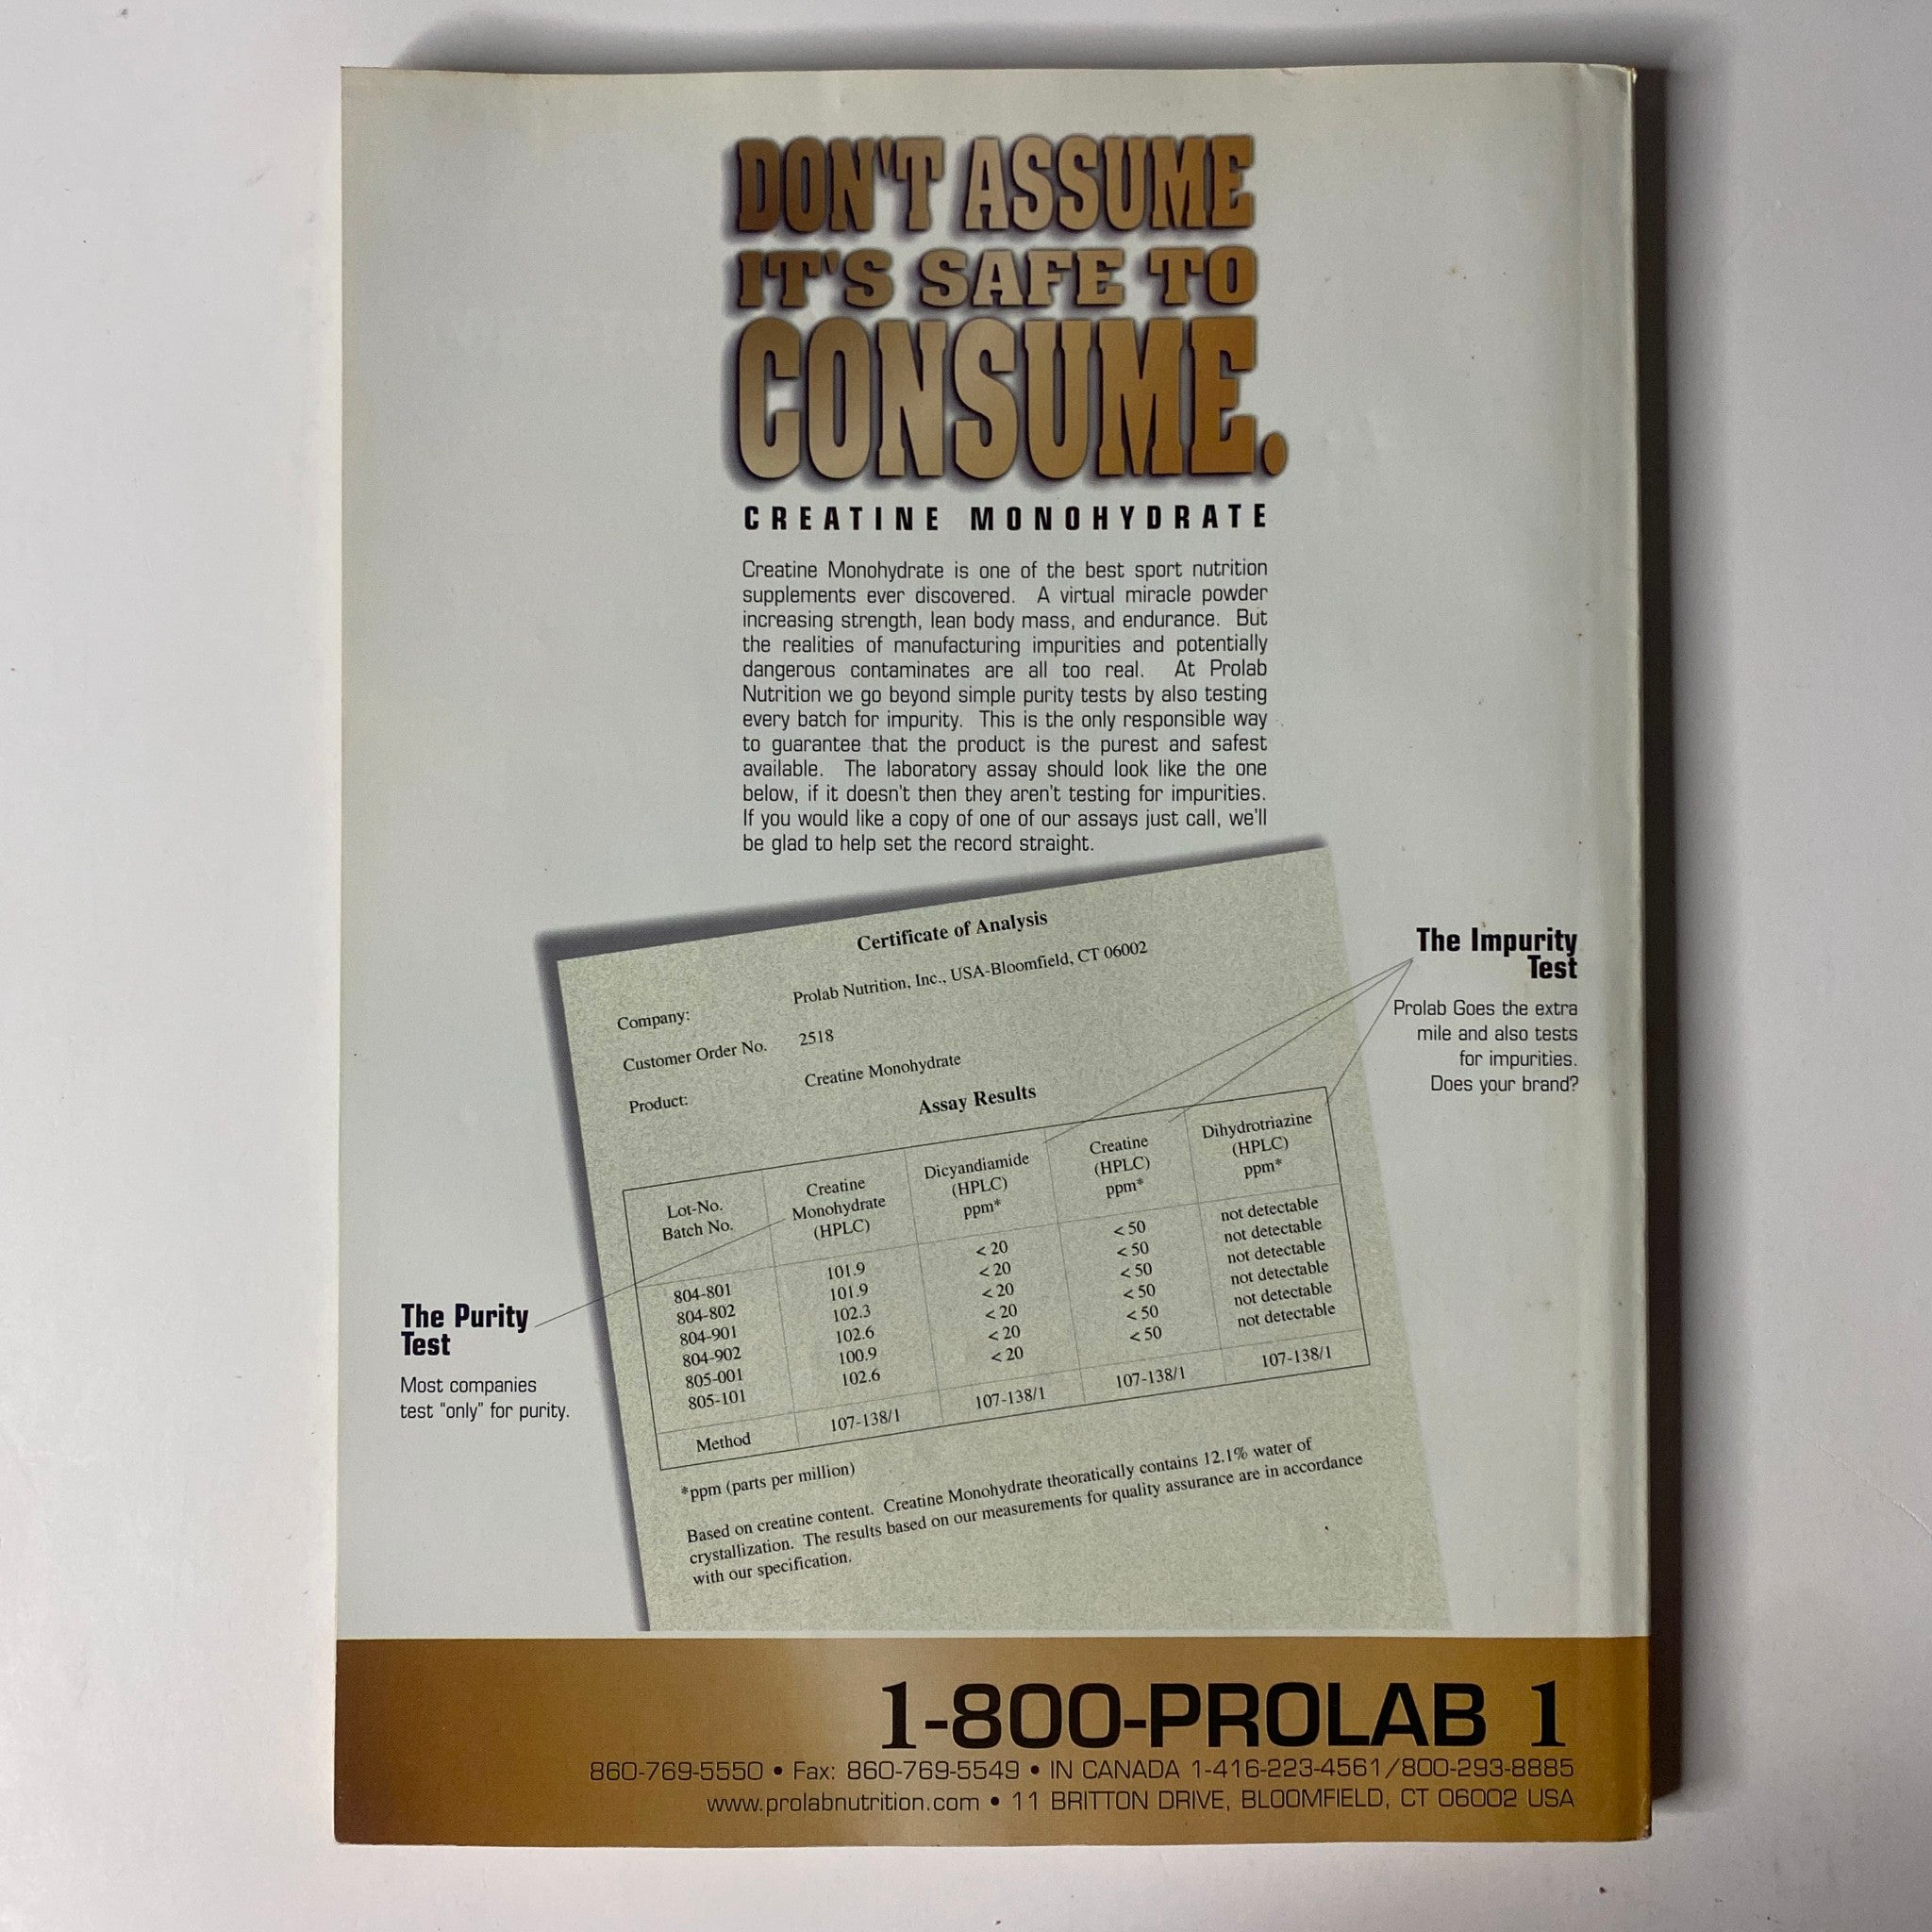 DON'T ASSUME
IT'S SAFE TO
CONSUME.
CREATINE MONOHYDRATE
Creatine Monohydrate is one of the best sport nutrition
supplements ever discovered. A virtual miracle powder
increasing strength, lean body mass, and endurance. But
the realities of manufacturing impurities and potentially
dangerous contaminates are all too real. At Prolab
Nutrition we go beyond simple purity tests by also testing
every batch for impurity. This is the only responsible way
to guarantee that the product is the purest and safest
available. The laboratory assay should look like the one
below, if it doesn't then they aren't testing for impurities.
If you would like a copy of one of our assays just call, we'll
be glad to help set the record straight.
Certificate of Analysis
Company: Prolab Nutrition, Inc., USA-Bloomfield, CT 06002
Customer Order No. 2518
Product: Creatine Monohydrate
Assay Results
Lot-No.
Batch No.
Creatine
Monohydrate
(HPLC)
Dicyandiamide
(HPLC)
ppm*
Creatine
(HPLC)
ppm*
Dihydrotriazine
(HPLC)
ppm*
804-801 101.9 < 20 < 50 not detectable
804-802 101.9 < 20 < 50 not detectable
804-901 102.3 < 20 < 50 not detectable
804-902 102.6 < 20 < 50 not detectable
805-001 100.9 < 20 < 50 not detectable
805-101 102.6 < 20 < 50 not detectable
Method 107-138/1 107-138/1 107-138/1 107-138/1
*ppm (parts per million)
Based on creatine content. Creatine Monohydrate theoratically contains 12.1% water of
crystallization. The results based on our measurements for quality assurance are in accordance
with our specification.
The Impurity
Test
Prolab Goes the extra
mile and also tests
for impurities.
Does your brand?
The Purity
Test
Most companies
test "only" for purity.
1-800-PROLAB 1
860-769-5550 • Fax: 860-769-5549 • IN CANADA 1-416-223-4561/800-293-8885
www.prolabnutrition.com • 11 BRITTON DRIVE, BLOOMFIELD, CT 06002 USA